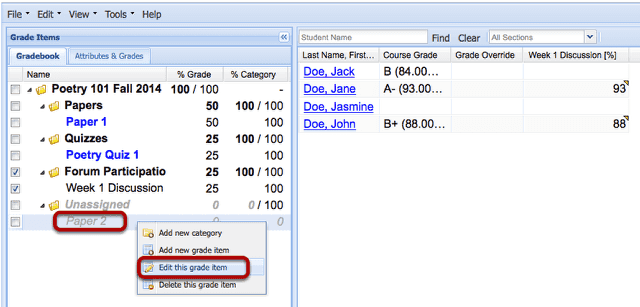 File Edit View Tools Help
Grade Items
Gradebook Attributes & Grades
Name % Grade % Category
Poetry 101 Fall 2014 100 / 100 -
Papers 50 100 / 100
Paper 1 50 100
Quizzes 25 100 / 100
Poetry Quiz 1 25 100
Forum Participatio 25 100 / 100
Week 1 Discussion 25 100
Unassigned 0 0 / 100
Paper 2 0 0
Add new category
Add new grade item
Edit this grade item
Delete this grade item
Student Name Find Clear All Sections
Last Name, First... Course Grade Grade Override Week 1 Discussion [%]
Doe, Jack B (84.00...
Doe, Jane A- (93.00... 93
Doe, Jasmine
Doe, John B+ (88.00... 88